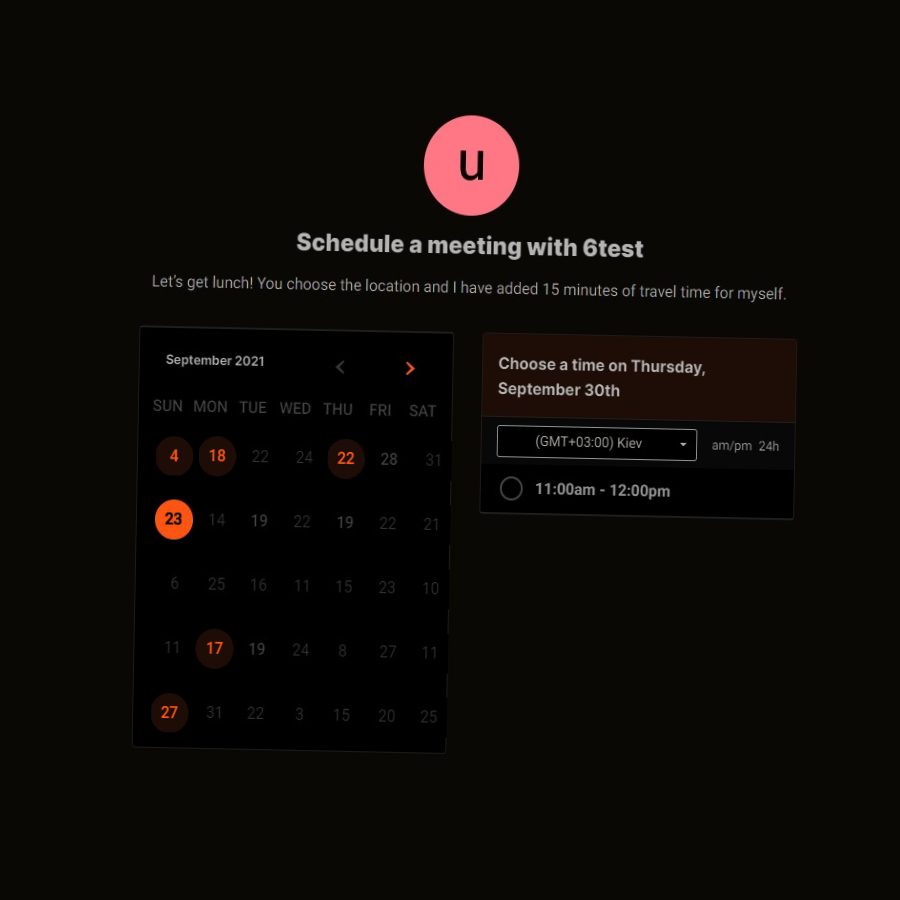 u
Schedule a meeting with 6test
Let's get lunch! You choose the location and I have added 15 minutes of travel time for myself.
September 2021
SUN MON TUE WED THU FRI SAT
4 18 22 24 22 28 31
23 14 19 22 19 22 21
6 25 16 11 15 23 10
11 17 19 24 8 27 11
27 31 22 3 15 20 25
Choose a time on Thursday,
September 30th
(GMT+03:00) Kiev am/pm 24h
11:00am - 12:00pm